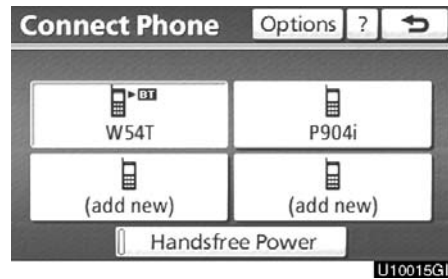 Connect Phone Options ?
BT
W54T P904i
(add new) (add new)
Handsfree Power
U10015GI